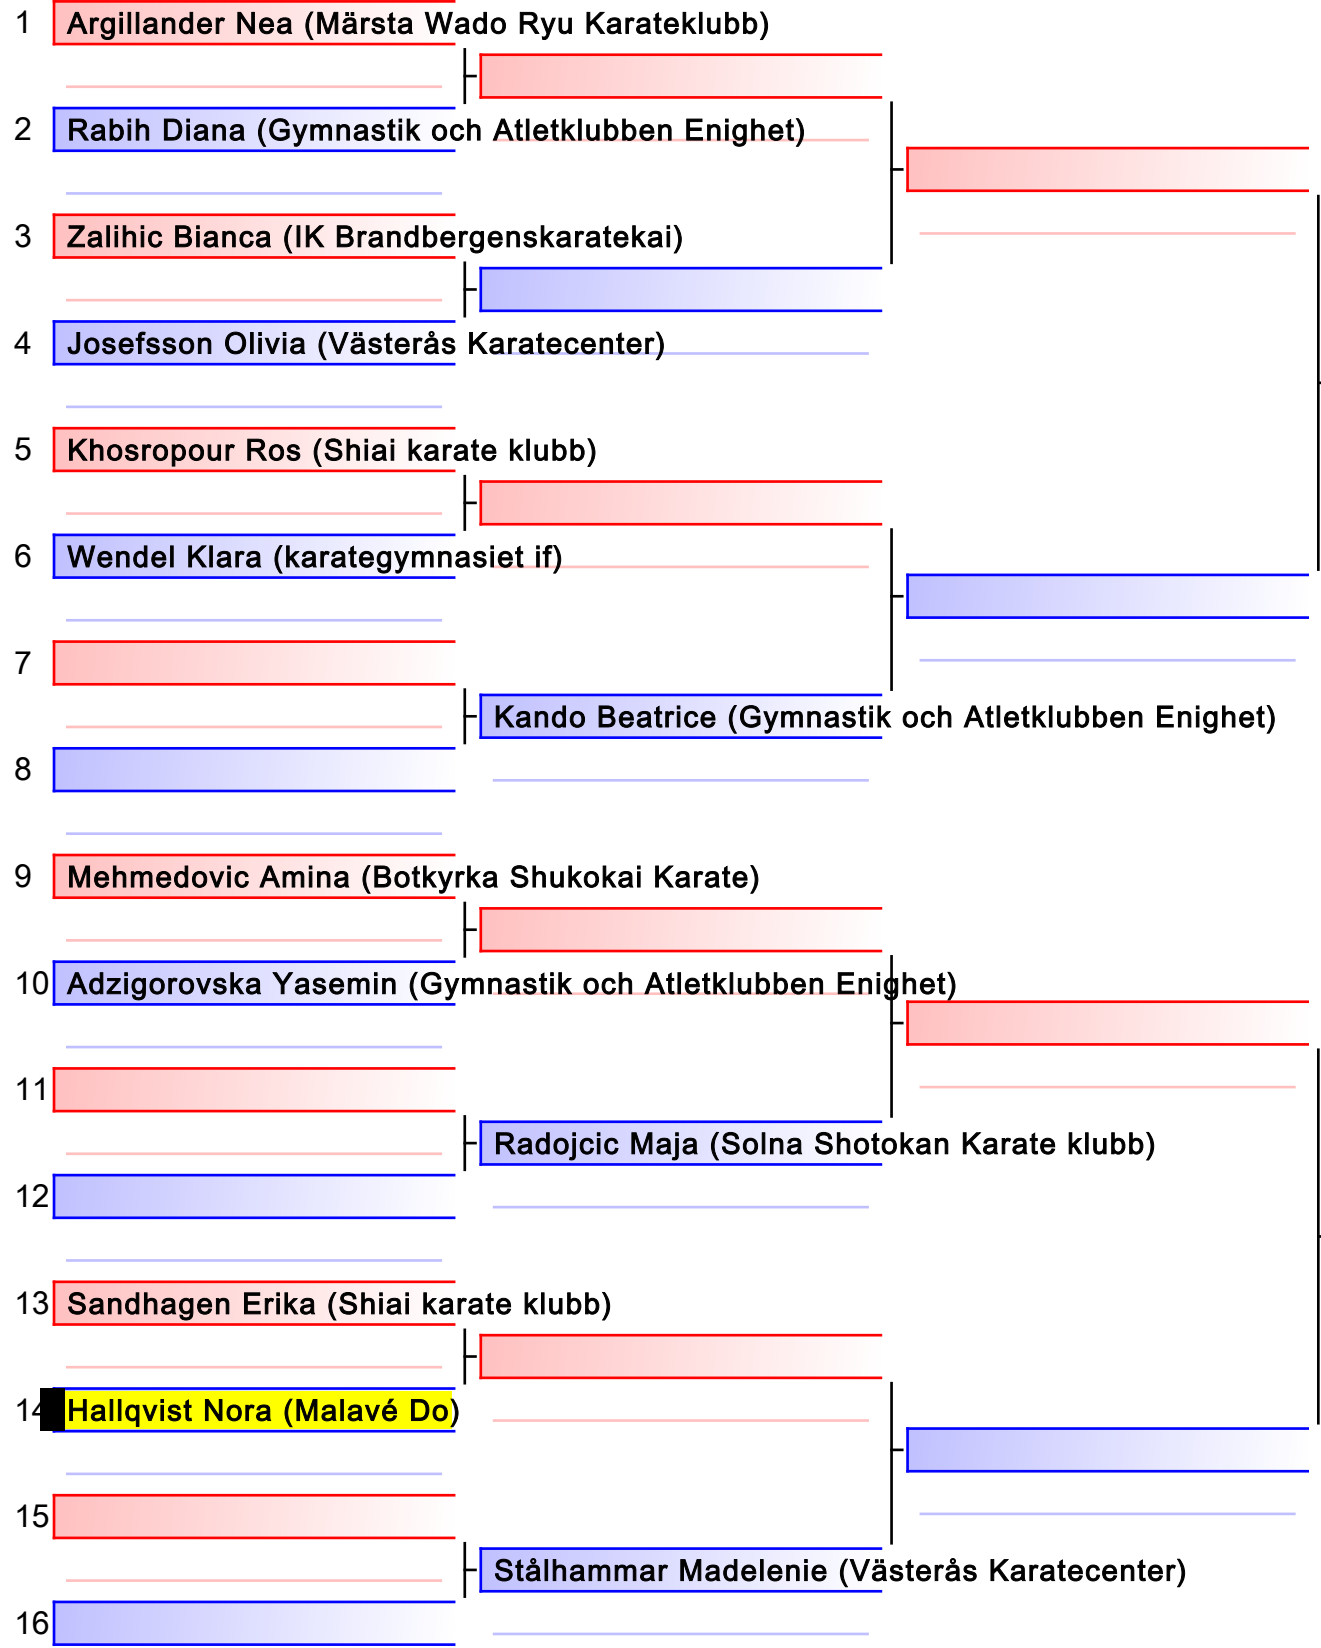 1 Argillander Nea (Märsta Wado Ryu Karateklubb)
2 Rabih Diana (Gymnastik och Atletklubben Enighet)
3 Zalihic Bianca (IK Brandbergenskaratekai)
4 Josefsson Olivia (Västerås Karatecenter)
5 Khosropour Ros (Shiai karate klubb)
6 Wendel Klara (karategymnasiet if)
7
Kando Beatrice (Gymnastik och Atletklubben Enighet)
8
9 Mehmedovic Amina (Botkyrka Shukokai Karate)
10 Adzigorovska Yasemin (Gymnastik och Atletklubben Enighet)
11
Radojcic Maja (Solna Shotokan Karate klubb)
12
13 Sandhagen Erika (Shiai karate klubb)
14 Hallqvist Nora (Malavé Do)
15
Stålhammar Madelenie (Västerås Karatecenter)
16